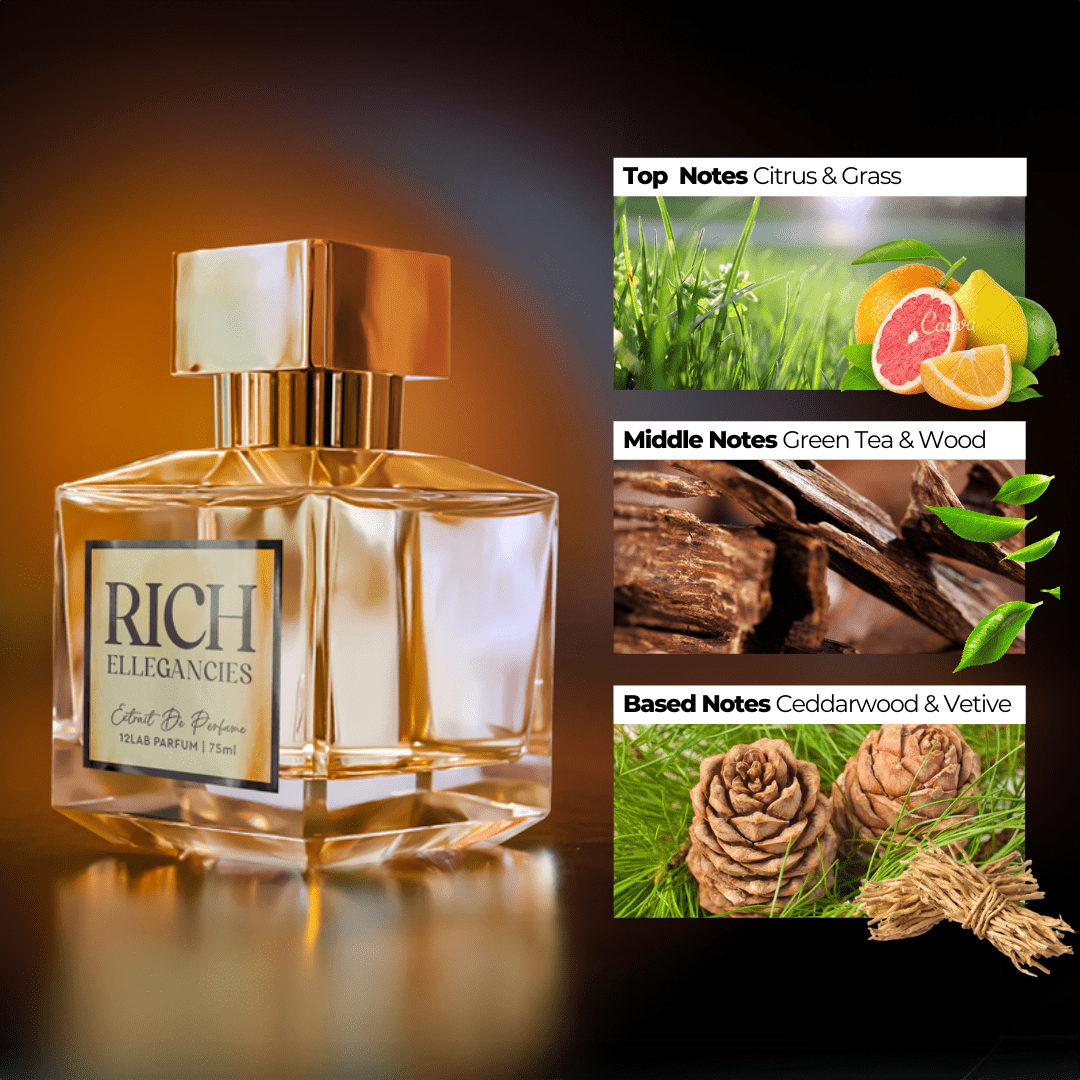 RICH
ELLEGANCIES
Extrait De Perfume
12LAB PARFUM | 75ml
Top Notes Citrus & Grass
Canva
Middle Notes Green Tea & Wood
Based Notes Ceddarwood & Vetive